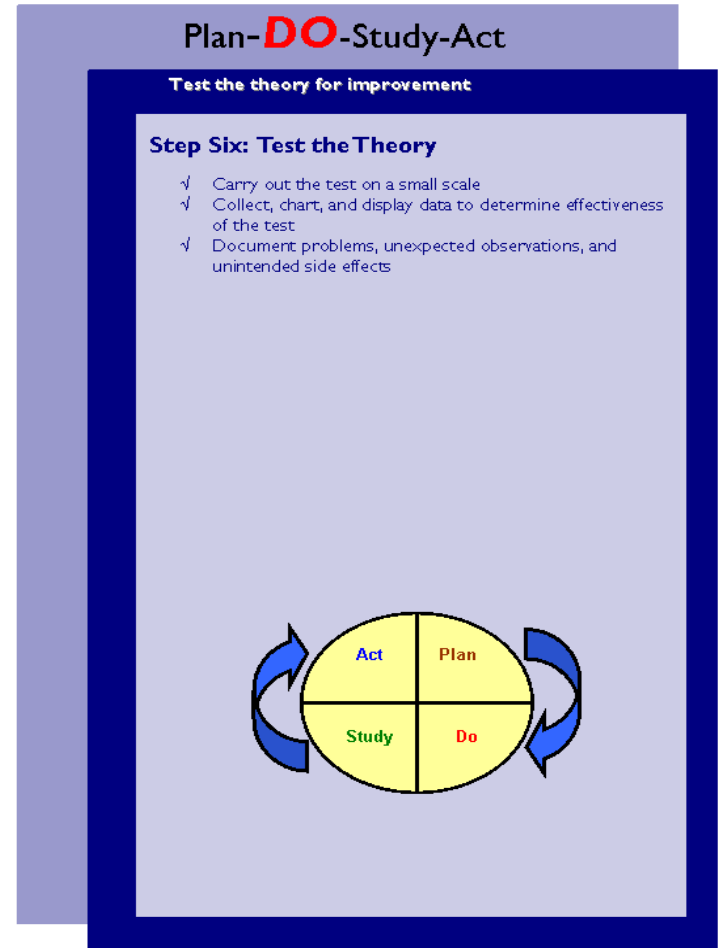 Plan-DO-Study-Act
Test the theory for improvement
Step Six: Test the Theory
√ Carry out the test on a small scale
√ Collect, chart, and display data to determine effectiveness
of the test
√ Document problems, unexpected observations, and
unintended side effects
Act Plan
Study Do